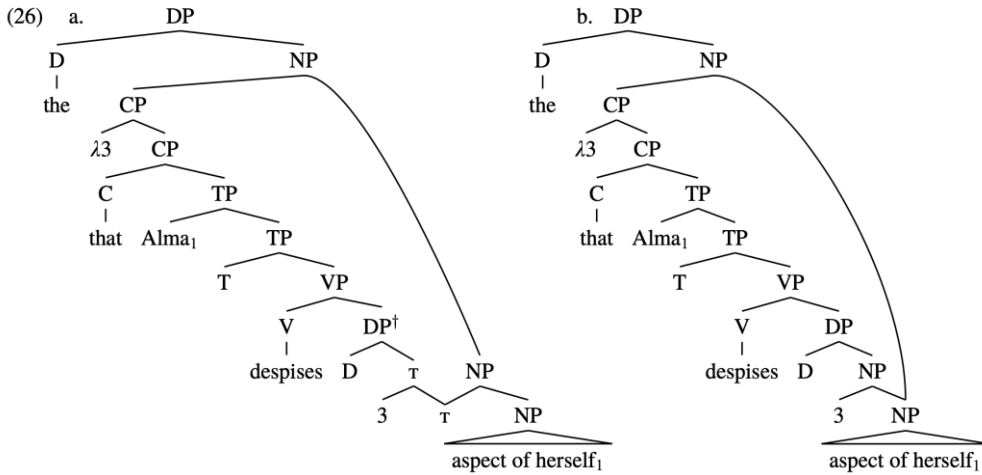 (26) a. DP b. DP
D NP D NP
the CP the CP
λ3 CP λ3 CP
C TP C TP
that Alma₁ TP that Alma₁ TP
T VP T VP
V DP† V DP
despises D ᴛ NP despises D NP
3 ᴛ NP 3 NP
aspect of herself₁ aspect of herself₁